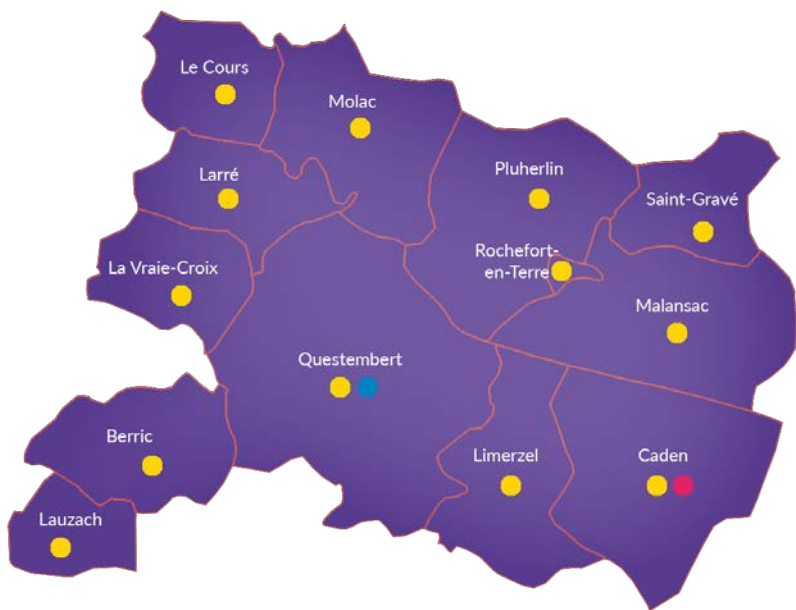 Le Cours
Molac
Larré
Pluherlin
Saint-Gravé
La Vraie-Croix
Rochefort-
en-Terre
Malansac
Questembert
Berric
Limerzel
Caden
Lauzach